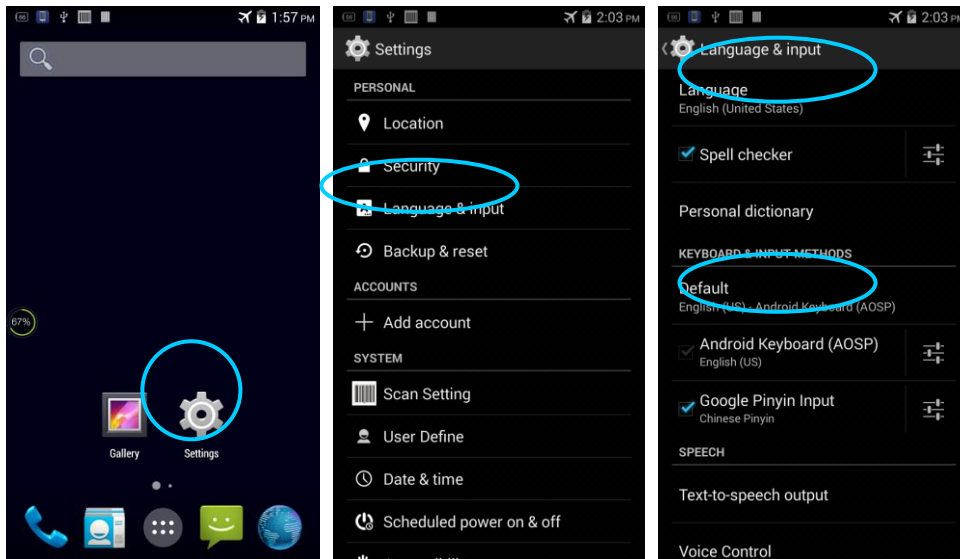 66
1:57 PM
67%
Gallery
Settings
66
2:03 PM
Settings
PERSONAL
Location
Security
Language & input
Backup & reset
ACCOUNTS
Add account
SYSTEM
Scan Setting
User Define
Date & time
Scheduled power on & off
66
2:03 PM
Language & input
Language
English (United States)
Spell checker
Personal dictionary
KEYBOARD & INPUT METHODS
Default
English (US) - Android Keyboard (AOSP)
Android Keyboard (AOSP)
English (US)
Google Pinyin Input
Chinese Pinyin
SPEECH
Text-to-speech output
Voice Control